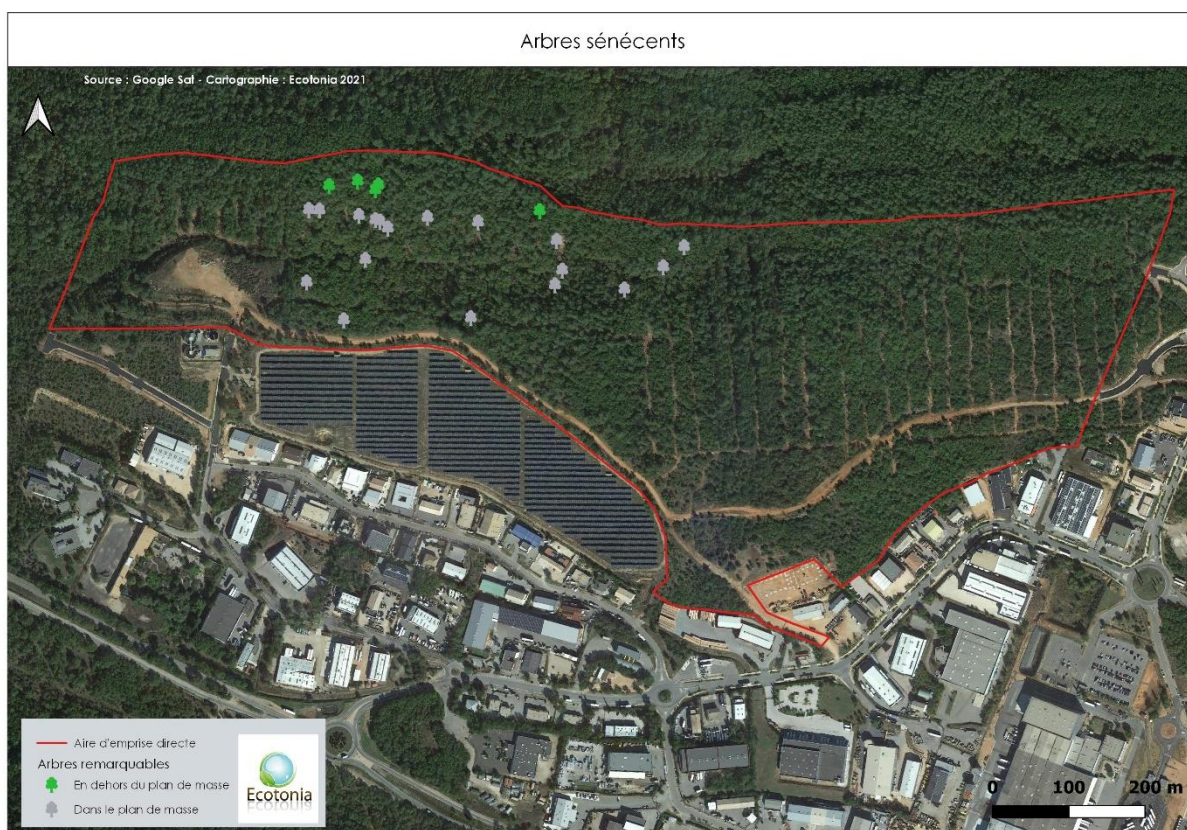 Arbres sénécents
Source : Google Sat - Cartographie : Ecotonia 2021
Aire d'emprise directe
Arbres remarquables
En dehors du plan de masse
Dans le plan de masse
Ecotonia
0 100 200 m